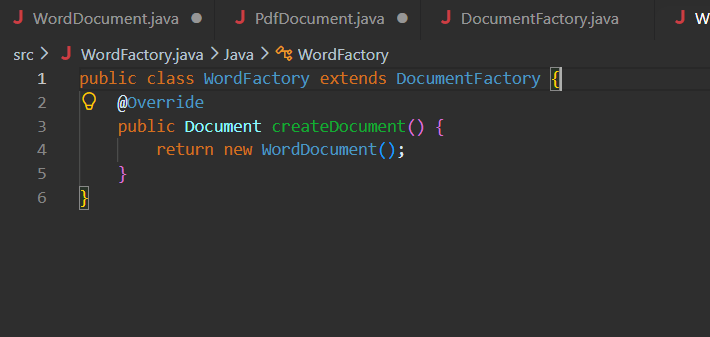 J WordDocument.java J PdfDocument.java J DocumentFactory.java J W
src > J WordFactory.java > Java > WordFactory
1 public class WordFactory extends DocumentFactory {
2     @Override
3     public Document createDocument() {
4         return new WordDocument();
5     }
6 }